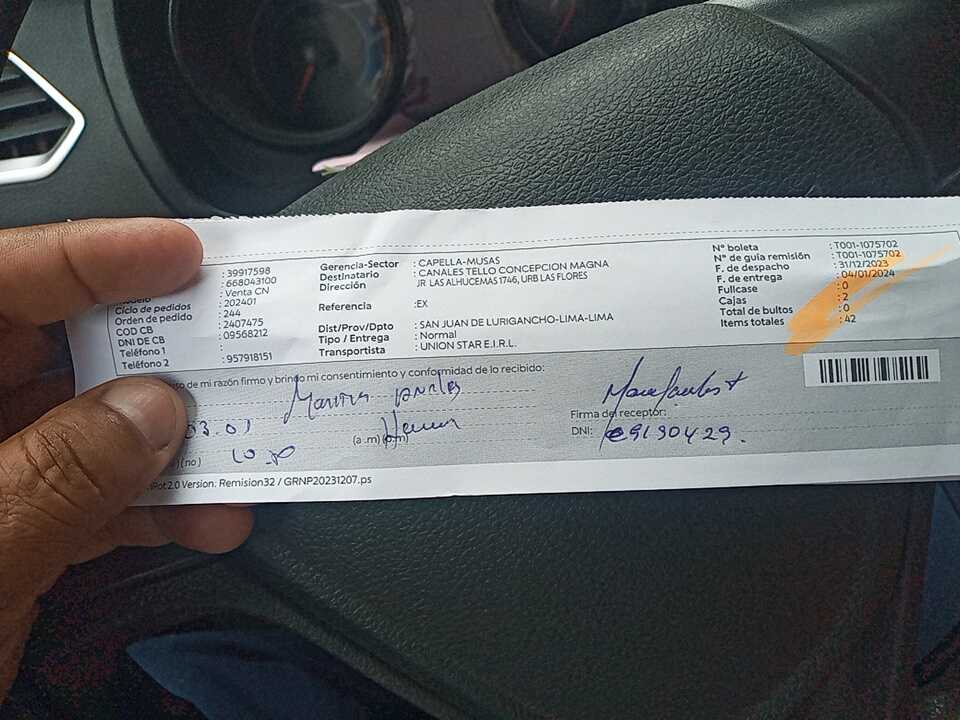 : 39917598
: 668043100
: Venta CN
Ciclo de pedidos : 202401
Orden de pedido : 244
COD CB : 2407475
DNI DE CB : 09568212
Teléfono 1
Teléfono 2 : 957918151
Gerencia-Sector : CAPELLA-MUSAS
Destinatario : CANALES TELLO CONCEPCION MAGNA
Dirección JR LAS ALHUCEMAS 1746, URB LAS FLORES
Referencia :EX
Dist/Prov/Dpto : SAN JUAN DE LURIGANCHO-LIMA-LIMA
Tipo / Entrega : Normal
Transportista : UNION STAR E.I.R.L.
N° boleta : T001-1075702
N° de guía remisión : T001-1075702
F. de despacho : 31/12/2023
F. de entrega : 04/01/2024
Fullcase : 0
Cajas : 2
Total de bultos : 0
Items totales : 42
de mi razón firmo y brindo mi consentimiento y conformidad de lo recibido:
03.01
(a.m) (p.m)
Firma del receptor:
DNI: 09130429.
(no)
Version: Remision32 / GRNP20231207.ps